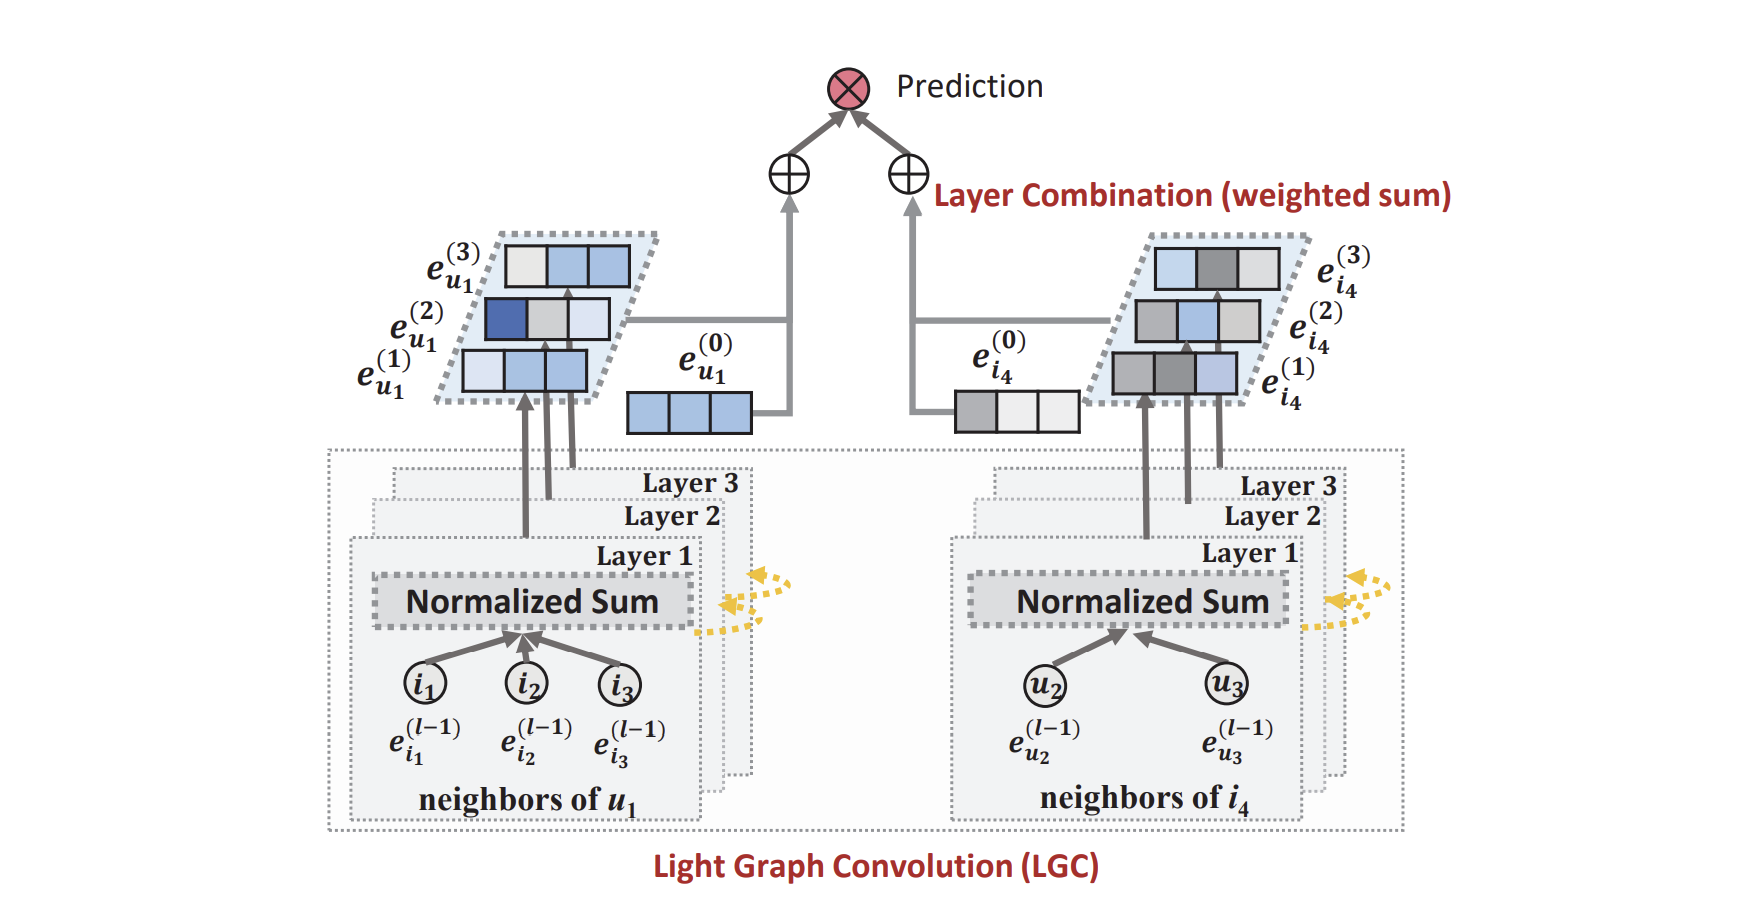 Prediction
Layer Combination (weighted sum)
e_{u_1}^{(3)}
e_{u_1}^{(2)}
e_{u_1}^{(1)}
e_{u_1}^{(0)}
e_{i_4}^{(0)}
e_{i_4}^{(3)}
e_{i_4}^{(2)}
e_{i_4}^{(1)}
Layer 3
Layer 2
Layer 1
Normalized Sum
i_1 i_2 i_3
e_{i_1}^{(l-1)} e_{i_2}^{(l-1)} e_{i_3}^{(l-1)}
neighbors of u_1
Layer 3
Layer 2
Layer 1
Normalized Sum
u_2 u_3
e_{u_2}^{(l-1)} e_{u_3}^{(l-1)}
neighbors of i_4
Light Graph Convolution (LGC)